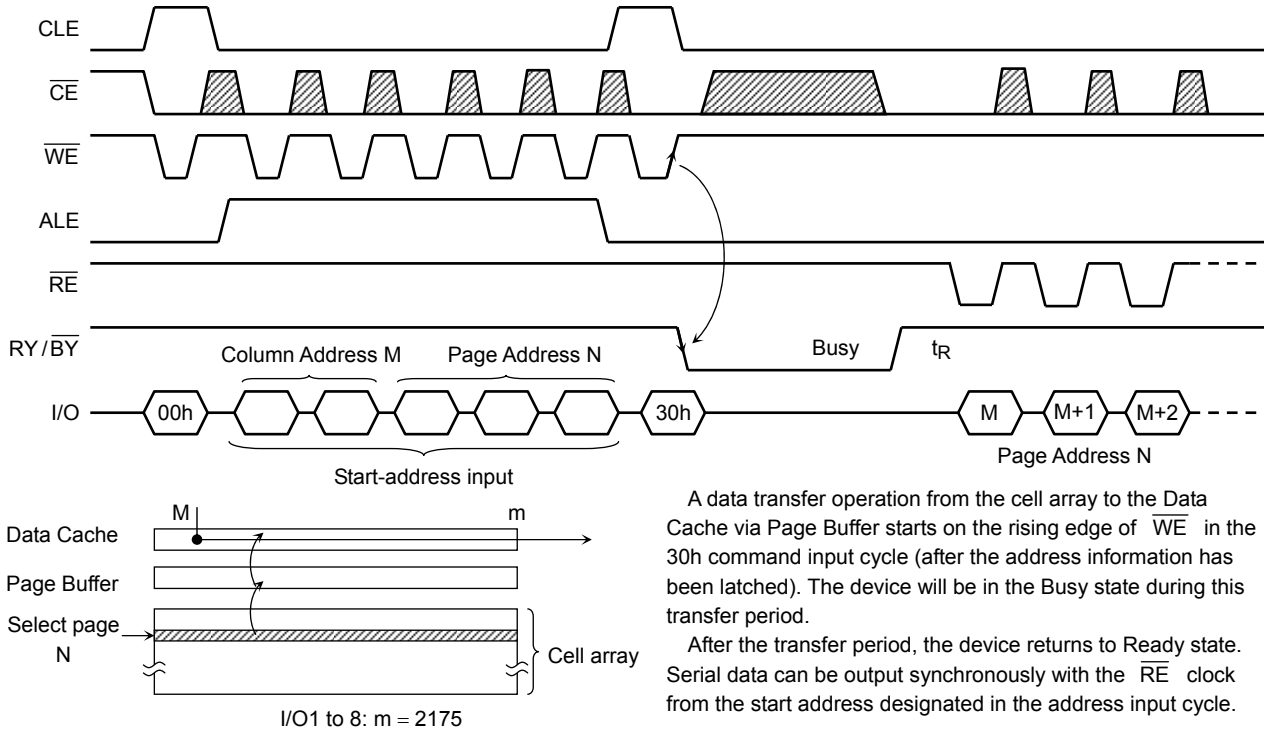 CLE
CE
WE
ALE
RE
RY / BY
Busy
tR
Column Address M
Page Address N
I/O
00h
30h
M
M+1
M+2
Start-address input
Page Address N
M
m
Data Cache
Page Buffer
Select page
N
Cell array
I/O1 to 8: m = 2175
A data transfer operation from the cell array to the Data
Cache via Page Buffer starts on the rising edge of WE in the
30h command input cycle (after the address information has
been latched). The device will be in the Busy state during this
transfer period.
After the transfer period, the device returns to Ready state.
Serial data can be output synchronously with the RE clock
from the start address designated in the address input cycle.